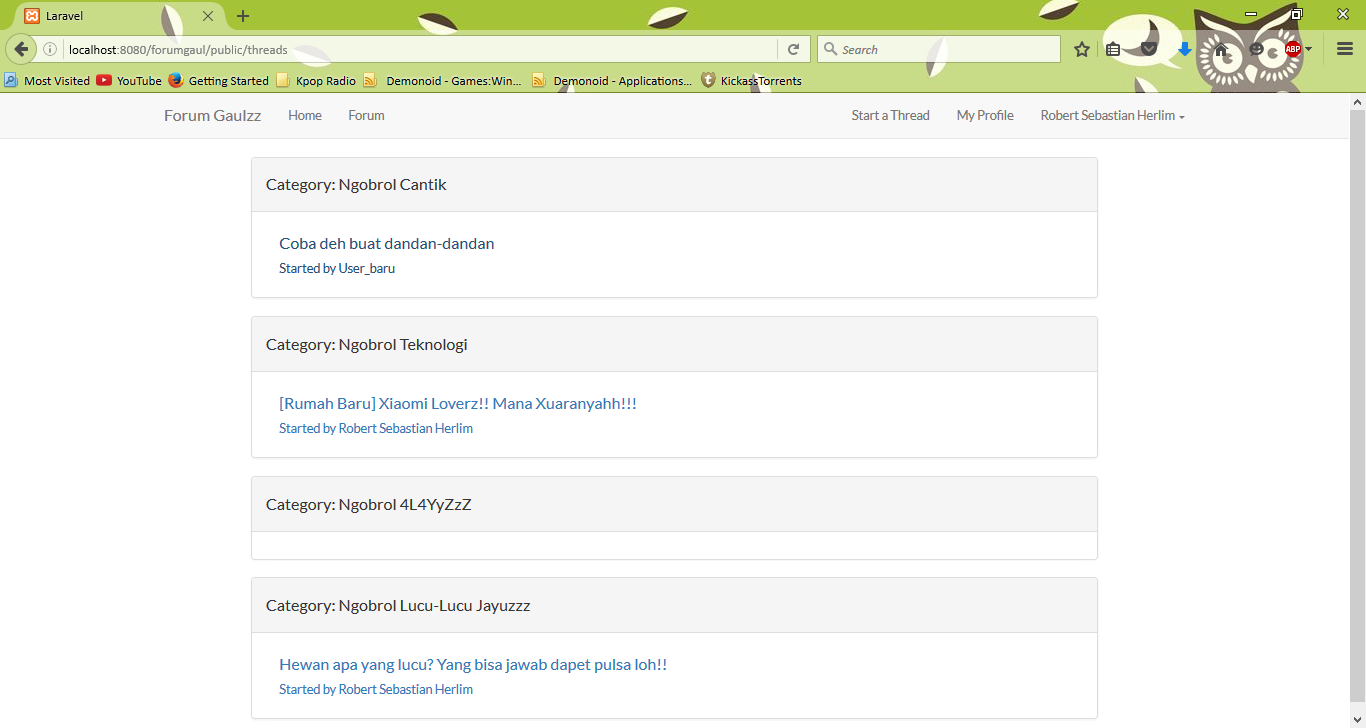 Laravel
localhost:8080/forumgaul/public/threads
Search
ABP
Most Visited YouTube Getting Started Kpop Radio Demonoid - Games:Win... Demonoid - Applications... KickassTorrents
Forum Gaulzz Home Forum Start a Thread My Profile Robert Sebastian Herlim
Category: Ngobrol Cantik
Coba deh buat dandan-dandan
Started by User_baru
Category: Ngobrol Teknologi
[Rumah Baru] Xiaomi Loverz!! Mana Xuaranyahh!!!
Started by Robert Sebastian Herlim
Category: Ngobrol 4L4YyZzZ
Category: Ngobrol Lucu-Lucu Jayuzzz
Hewan apa yang lucu? Yang bisa jawab dapet pulsa loh!!
Started by Robert Sebastian Herlim